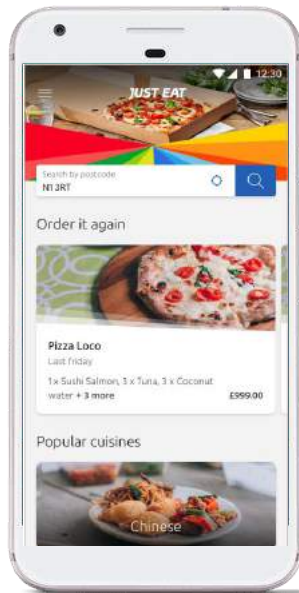 12:30
JUST EAT
Search by postcode
N1 3RT
Order it again
Pizza Loco
Last friday
1x Sushi Salmon, 3 x Tuna, 3 x Coconut
water + 3 more £999.00
Popular cuisines
Chinese